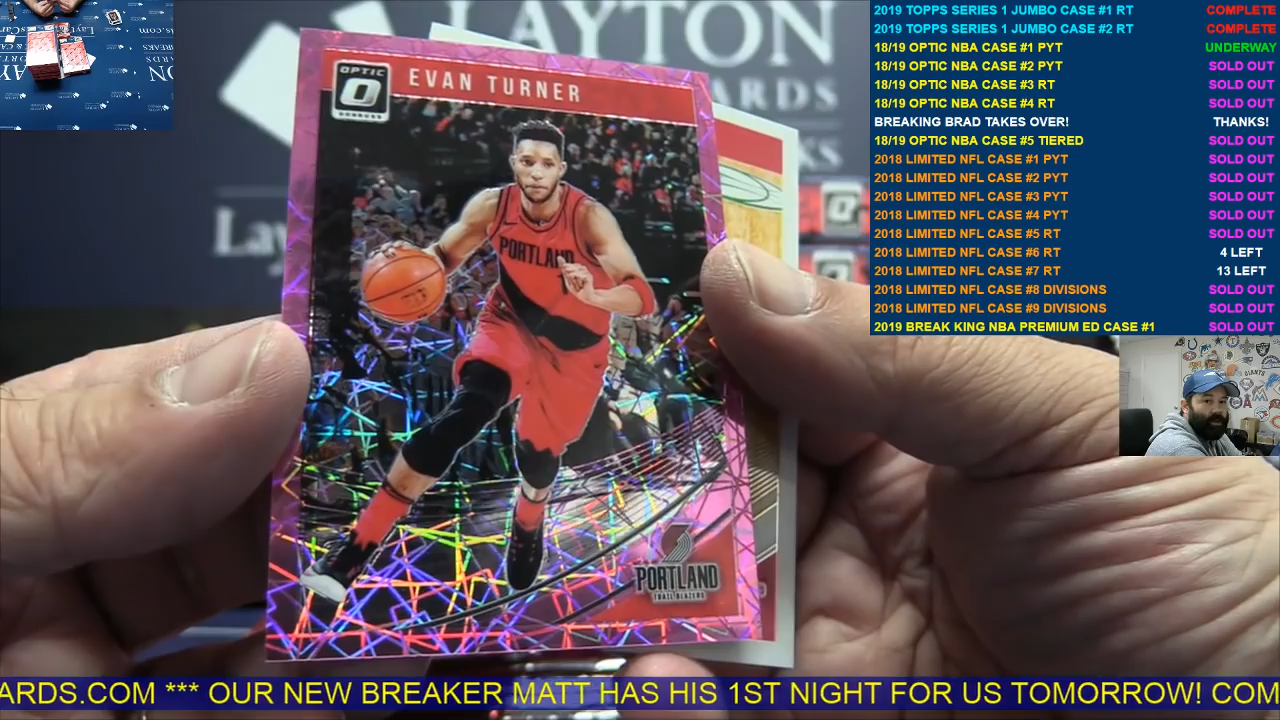 2019 TOPPS SERIES 1 JUMBO CASE #1 RT COMPLETE
2019 TOPPS SERIES 1 JUMBO CASE #2 RT COMPLETE
18/19 OPTIC NBA CASE #1 PYT UNDERWAY
18/19 OPTIC NBA CASE #2 PYT SOLD OUT
18/19 OPTIC NBA CASE #3 RT SOLD OUT
18/19 OPTIC NBA CASE #4 RT SOLD OUT
BREAKING BRAD TAKES OVER! THANKS!
18/19 OPTIC NBA CASE #5 TIERED SOLD OUT
2018 LIMITED NFL CASE #1 PYT SOLD OUT
2018 LIMITED NFL CASE #2 PYT SOLD OUT
2018 LIMITED NFL CASE #3 PYT SOLD OUT
2018 LIMITED NFL CASE #4 PYT SOLD OUT
2018 LIMITED NFL CASE #5 RT SOLD OUT
2018 LIMITED NFL CASE #6 RT 4 LEFT
2018 LIMITED NFL CASE #7 RT 13 LEFT
2018 LIMITED NFL CASE #8 DIVISIONS SOLD OUT
2018 LIMITED NFL CASE #9 DIVISIONS SOLD OUT
2019 BREAK KING NBA PREMIUM ED CASE #1 SOLD OUT
LAYTON
ARDS
KS
Lay
OPTIC
O
DONRUSS
EVAN TURNER
PORTLAND
PORTLAND
TRAIL BLAZERS
ARDS.COM *** OUR NEW BREAKER MATT HAS HIS 1ST NIGHT FOR US TOMORROW! COM